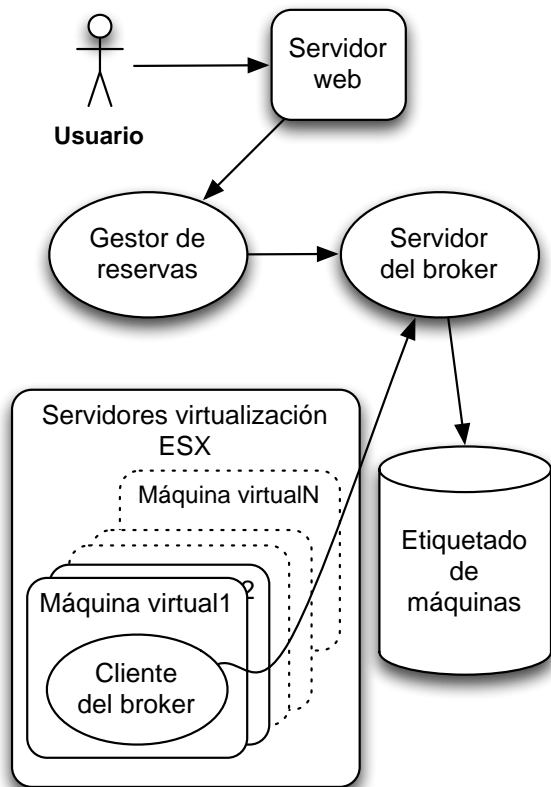 Servidor
web
Usuario
Gestor de
reservas
Servidor
del broker
Servidores virtualización
ESX
Máquina virtualN
2
Máquina virtual1
Cliente
del broker
Etiquetado
de
máquinas